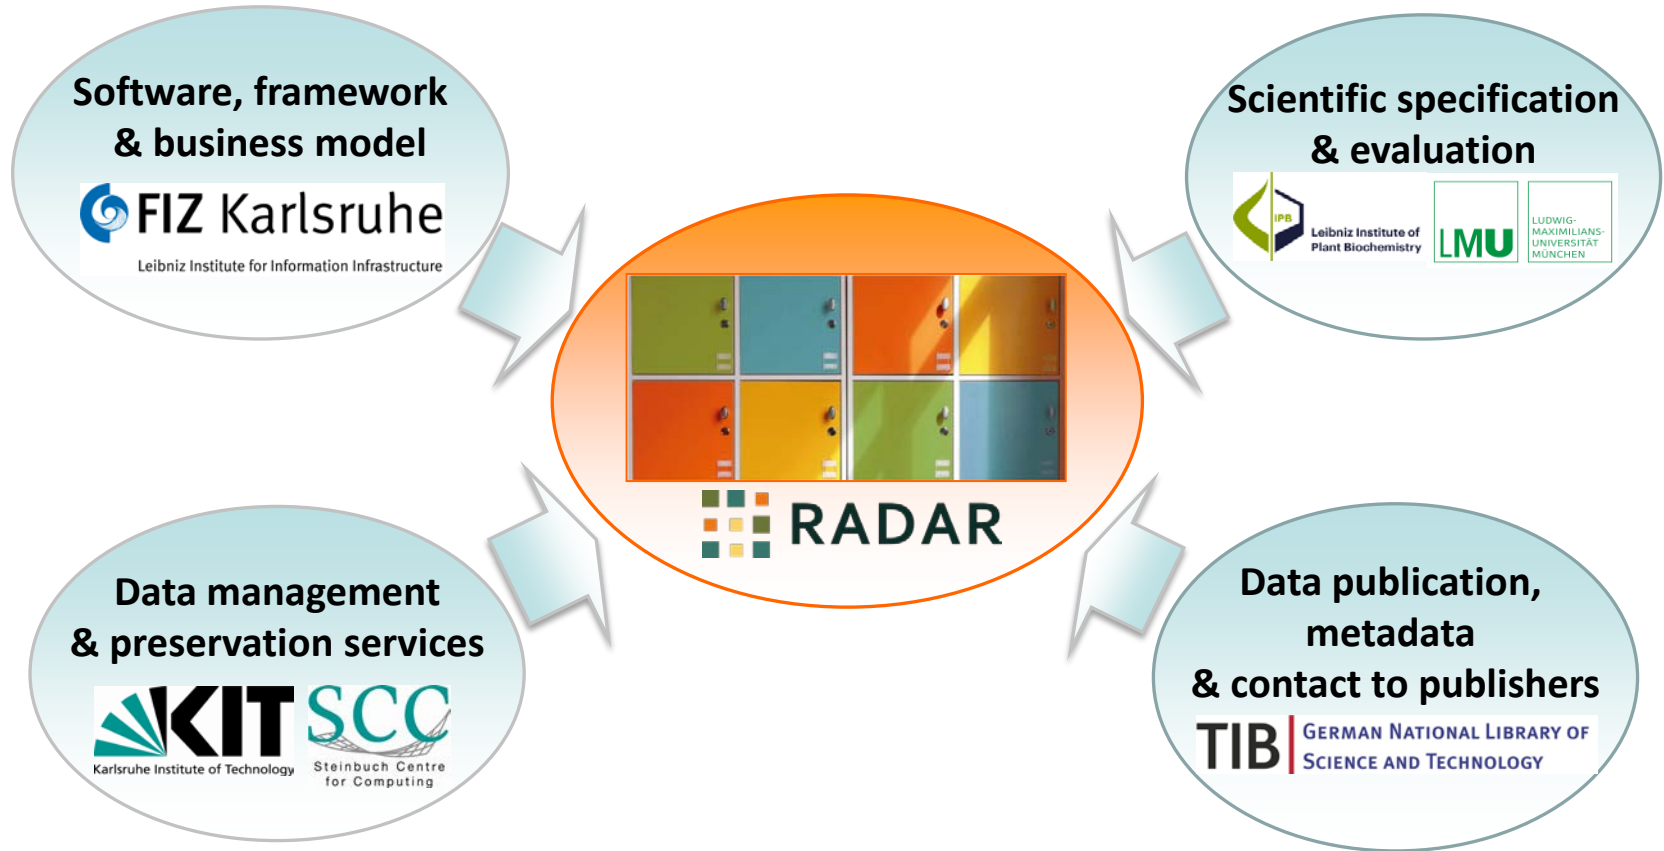 Software, framework
& business model
FIZ Karlsruhe
Leibniz Institute for Information Infrastructure
Scientific specification
& evaluation
IPB
Leibniz Institute of
Plant Biochemistry
LMU
LUDWIG-
MAXIMILIANS-
UNIVERSITÄT
MÜNCHEN
RADAR
Data management
& preservation services
KIT
Karlsruhe Institute of Technology
SCC
Steinbuch Centre
for Computing
Data publication,
metadata
& contact to publishers
TIB
GERMAN NATIONAL LIBRARY OF
SCIENCE AND TECHNOLOGY